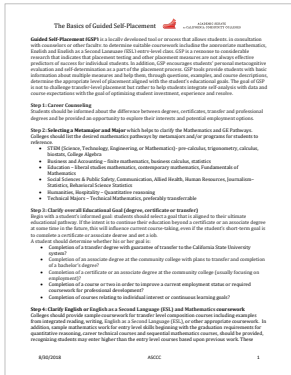 The Basics of Guided Self-Placement
ACADEMIC SENATE
for CALIFORNIA COMMUNITY COLLEGES
Guided Self-Placement (GSP) is a locally developed tool or process that allows students, in consultation
with counselors or other faculty, to determine suitable coursework including the appropriate mathematics,
English and English as a Second Language (ESL) entry-level course. GSP is a response to considerable
research that indicates that placement testing and other placement measures are not always effective
predictors of success for individual students. In addition, GSP encourages students' personal metacognitive
evaluation and self-determination as a part of the placement process. GSP tools provide students with basic
information about multiple measures and help them, through questions, examples, and course descriptions,
determine the appropriate level of placement aligned with the student's educational goals. The goal of GSP
is not to challenge transfer-level placement but rather to help students integrate self-analysis with data and
course expectations with the goal of optimizing student investment, experience and resolve.
Step 1: Career Counseling
Students should be informed about the difference between degrees, certificates, transfer and professional
degrees and be provided an opportunity to explore their interests and potential employment options.
Step 2: Selecting a Metamajor and Major which helps to clarify the Mathematics and GE Pathways.
Colleges should list the desired mathematics pathways by metamajors and/or programs for students to
reference.
• STEM (Science, Technology, Engineering, or Mathematics)- pre-calculus, trigonometry, calculus,
biostats, College Algebra
• Business and Accounting – finite mathematics, business calculus, statistics
• Education – liberal studies mathematics, contemporary mathematics, Fundamentals of
Mathematics
• Social Sciences & Public Safety, Communication, Allied Health, Human Resources, Journalism-
Statistics, Behavioral Science Statistics
• Humanities, Hospitality – Quantitative reasoning
• Technical Majors – Technical Mathematics, preferably transferrable
Step 3: Clarify overall Educational Goal (degree, certificate or transfer)
Begin with a student's informed goal: students should select a goal that is aligned to their ultimate
educational pathway. If the intent is to continue their education beyond a certificate or an associate degree
at some time in the future, this will influence current course-taking, even if the student's short-term goal is
to complete a certificate or associate degree and get a job.
A student should determine whether his or her goal is:
• Completion of a transfer degree with guarantee of transfer to the California State University
system?
• Completion of an associate degree at the community college with plans to transfer and completion
of a bachelor's degree?
• Completion of a certificate or an associate degree at the community college (usually focusing on
employment)?
• Completion of a course or two in order to improve a current employment status or required
coursework for professional development?
• Completion of courses relating to individual interest or continuous learning goals?
Step 4: Clarify English or English as a Second Language (ESL) and Mathematics coursework
Colleges should provide sample coursework for transfer level composition courses including examples
from integrated reading, writing, English as a Second Language (ESL), or other appropriate coursework. In
addition, sample mathematics work for entry level skills beginning with the graduation requirements for
quantitative reasoning, career technical courses and sequential mathematics courses, should be provided,
recognizing students may enter higher than the entry level courses based upon previous work. These
8/30/2018 ASCCC 1